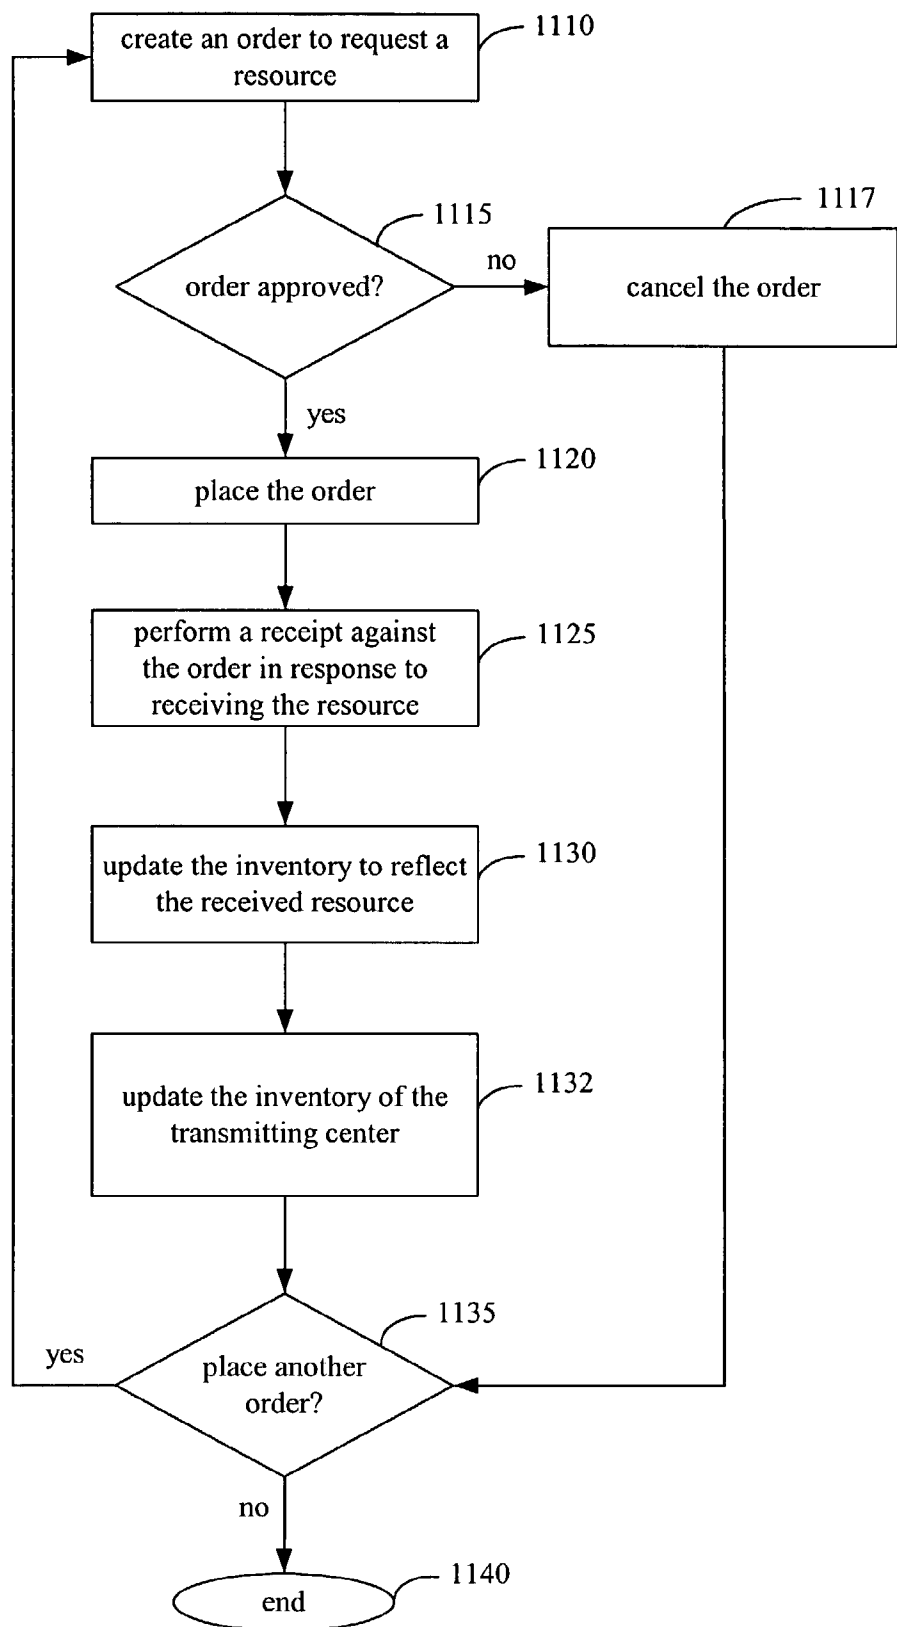 create an order to request a
resource
1110
1115
order approved?
no
1117
cancel the order
yes
1120
place the order
1125
perform a receipt against
the order in response to
receiving the resource
1130
update the inventory to reflect
the received resource
1132
update the inventory of the
transmitting center
1135
yes
place another
order?
no
1140
end